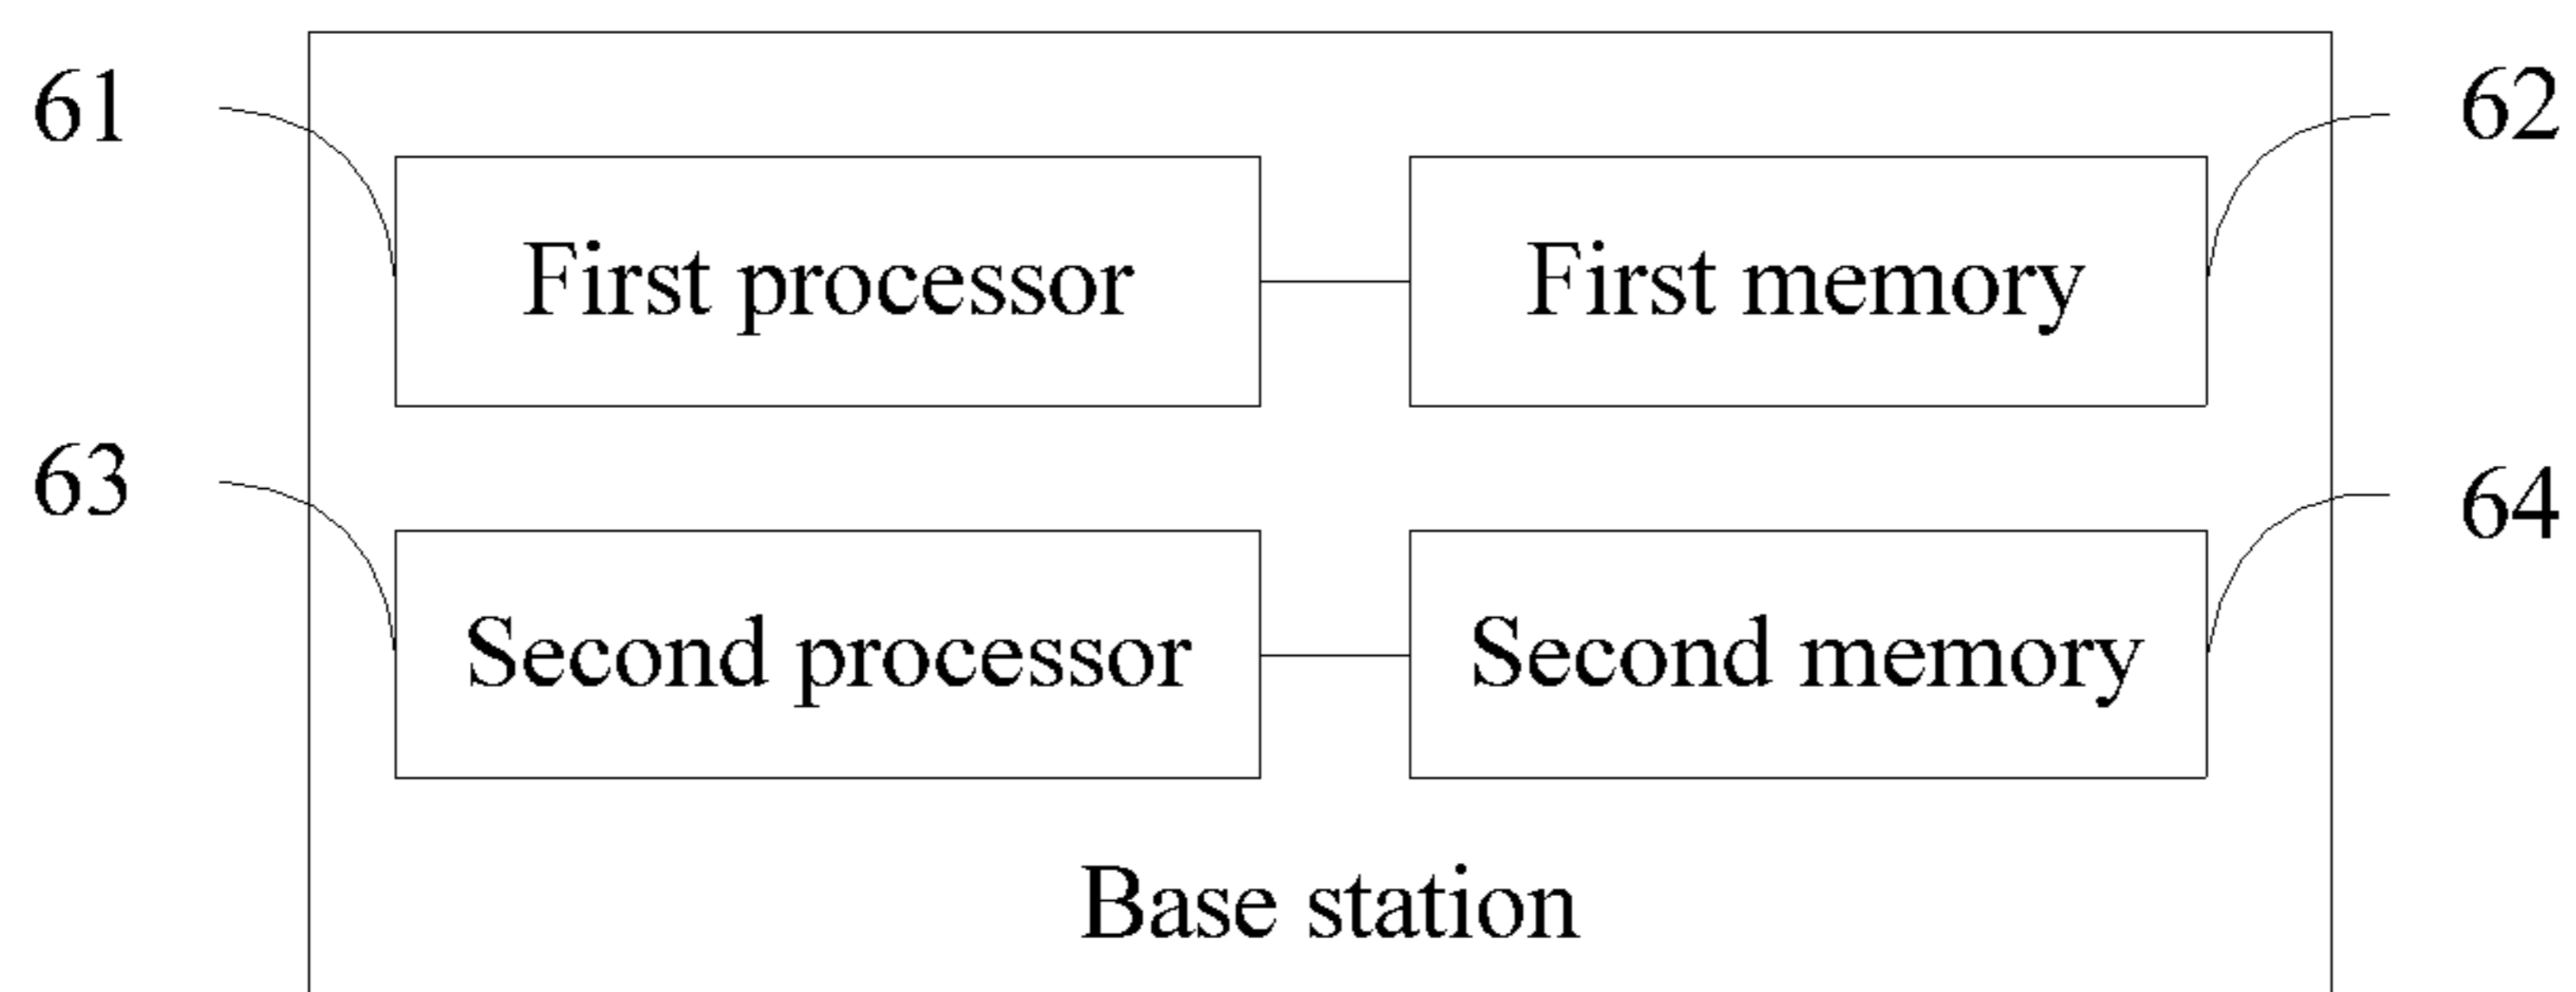 61
62
First processor
First memory
63
64
Second processor
Second memory
Base station